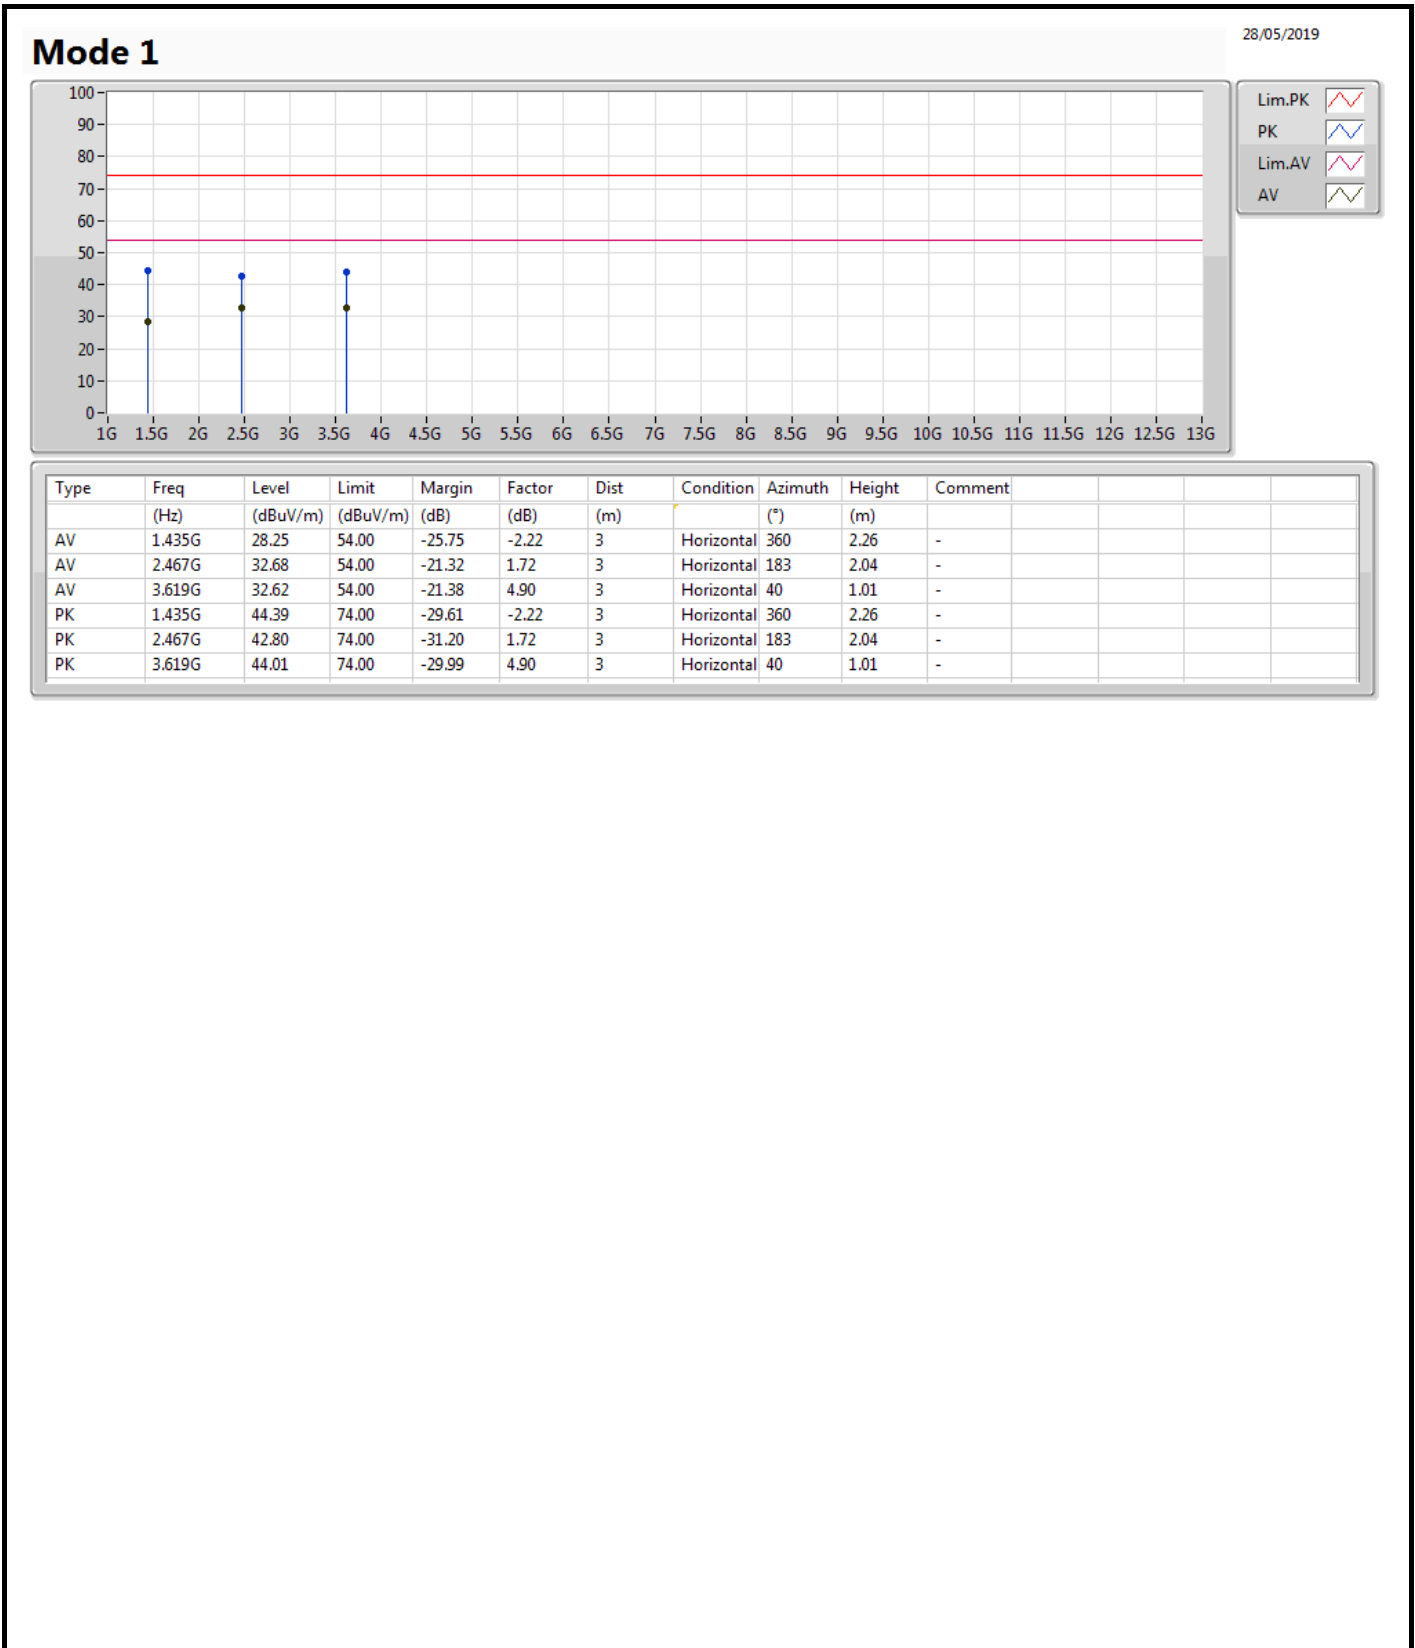 28/05/2019
Mode 1
100
90
80
70
60
50
40
30
20
10
0
1G 1.5G 2G 2.5G 3G 3.5G 4G 4.5G 5G 5.5G 6G 6.5G 7G 7.5G 8G 8.5G 9G 9.5G 10G 10.5G 11G 11.5G 12G 12.5G 13G
Lim.PK
PK
Lim.AV
AV
Type Freq Level Limit Margin Factor Dist Condition Azimuth Height Comment
(Hz) (dBuV/m) (dBuV/m) (dB) (dB) (m) (°) (m)
AV 1.435G 28.25 54.00 -25.75 -2.22 3 Horizontal 360 2.26 -
AV 2.467G 32.68 54.00 -21.32 1.72 3 Horizontal 183 2.04 -
AV 3.619G 32.62 54.00 -21.38 4.90 3 Horizontal 40 1.01 -
PK 1.435G 44.39 74.00 -29.61 -2.22 3 Horizontal 360 2.26 -
PK 2.467G 42.80 74.00 -31.20 1.72 3 Horizontal 183 2.04 -
PK 3.619G 44.01 74.00 -29.99 4.90 3 Horizontal 40 1.01 -